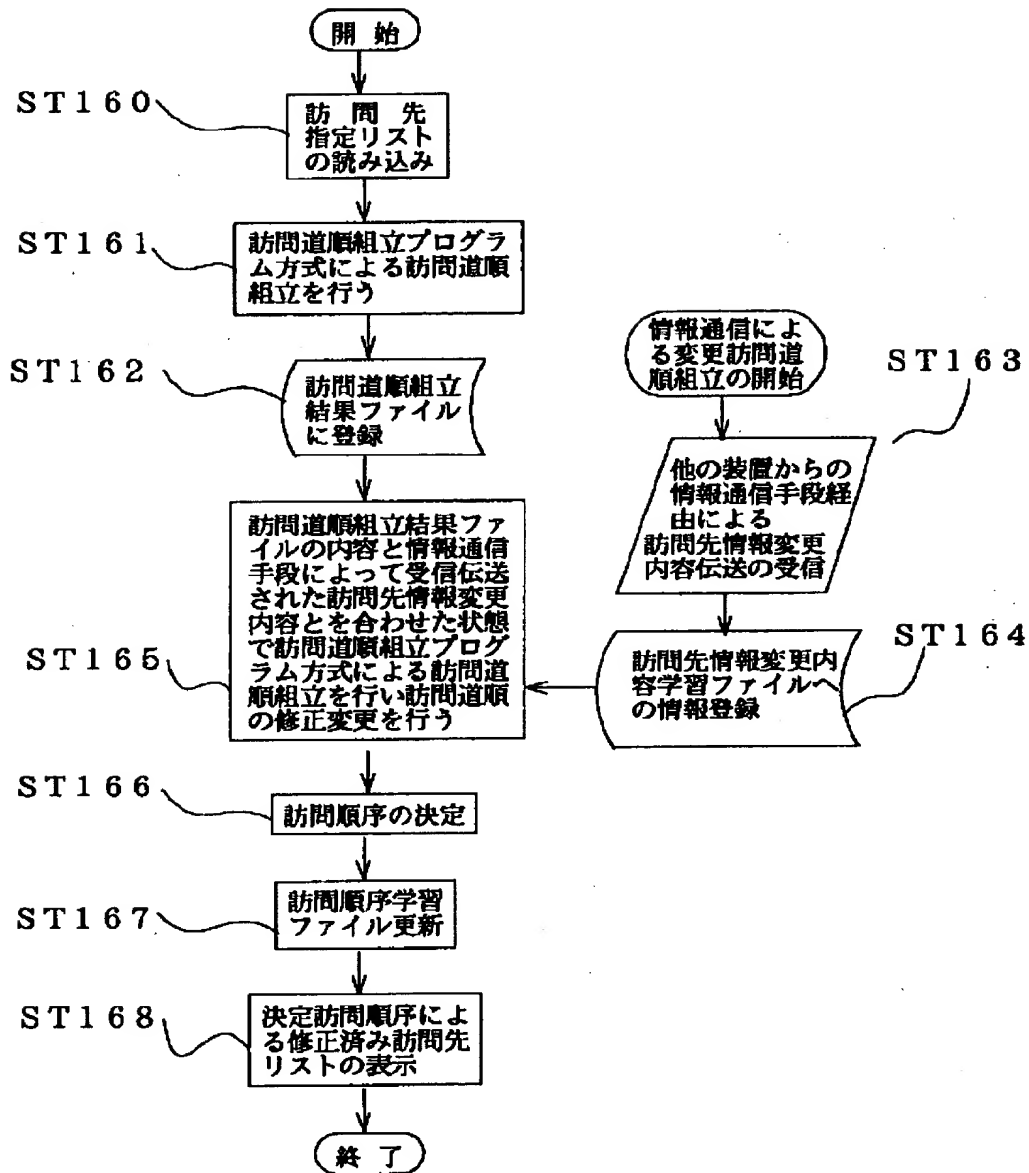 開始
ST160
訪問先
指定リスト
の読み込み
ST161
訪問道順組立プログラ
ム方式による訪問道順
組立を行う
ST162
訪問道順組立
結果ファイル
に登録
情報通信によ
る変更訪問道
順組立の開始
ST163
他の装置からの
情報通信手段経
由による
訪問先情報変更
内容伝送の受信
ST164
訪問先情報変更内
容学習ファイルへ
の情報登録
ST165
訪問道順組立結果ファ
イルの内容と情報通信
手段によって受信伝送
された訪問先情報変更
内容とを合わせた状態
で訪問道順組立プログ
ラム方式による訪問道
順組立を行い訪問道順
の修正変更を行う
ST166
訪問順序の決定
ST167
訪問順序学習
ファイル更新
ST168
決定訪問順序によ
る修正済み訪問先
リストの表示
終了